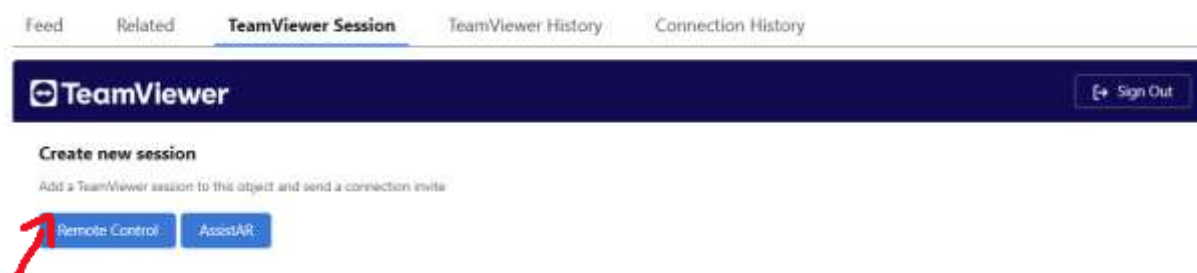 Feed Related TeamViewer Session TeamViewer History Connection History
TeamViewer Sign Out
Create new session
Add a TeamViewer session to this object and send a connection invite
Remote Control AssistAR